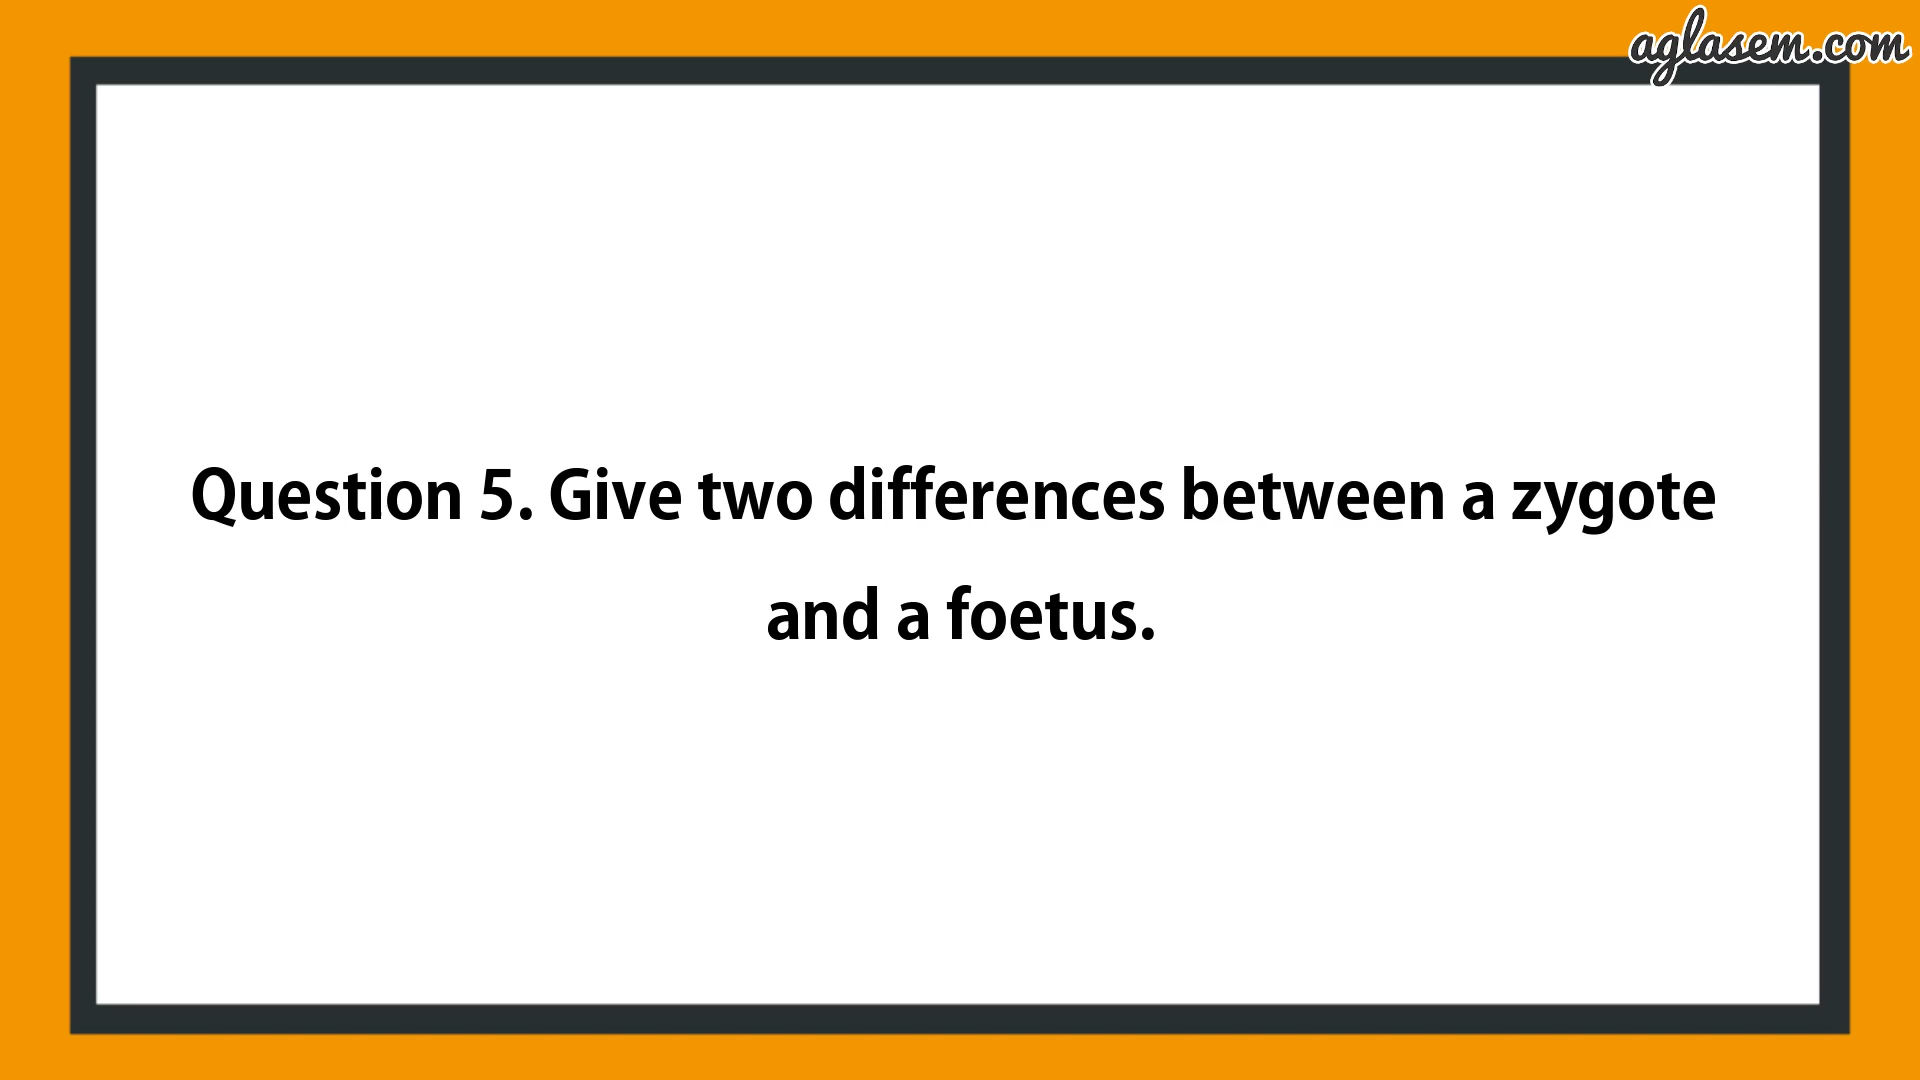 aglasem.com
Question 5. Give two differences between a zygote
and a foetus.